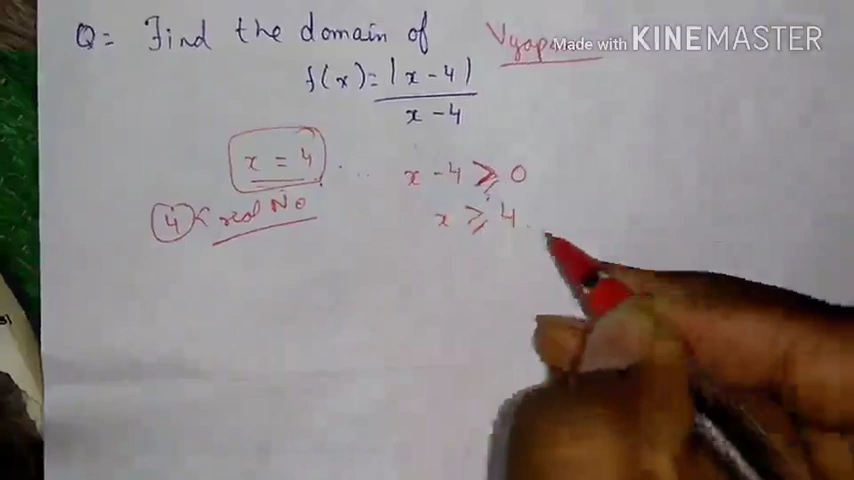 Q= Find the domain of
f(x)= |x-4|
x-4
Made with KINEMASTER
x = 4
x-4 ⩾ 0
4 < real No
x ⩾ 4